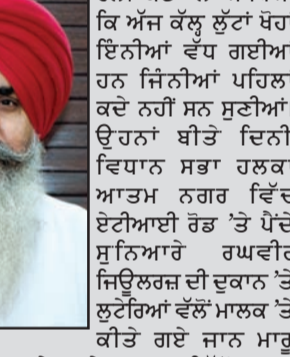 ਕਿ ਅੱਜ ਕੱਲ੍ਹ ਲੁੱਟਾਂ ਖੋਹਾ
ਇੰਨੀਆਂ ਵੱਧ ਗਈਆ
ਹਨ ਜਿੰਨੀਆਂ ਪਹਿਲਾ
ਕਦੇ ਨਹੀਂ ਸਨ ਸੁਣੀਆਂ
ਉਹਨਾਂ ਬੀਤੇ ਦਿਨੀ
ਵਿਧਾਨ ਸਭਾ ਹਲਕਾ
ਆਤਮ ਨਗਰ ਵਿੱਚ
ਏਟੀਆਈ ਰੋਡ 'ਤੇ ਪੈਂਦੇ
ਸੁਨਿਆਰੇ ਰਘਵੀਰ
ਜਿਊਲਰਜ਼ ਦੀ ਦੁਕਾਨ 'ਤੇ
ਲੁਟੇਰਿਆਂ ਵੱਲੋਂ ਮਾਲਕ 'ਤੇ
ਕੀਤੇ ਗਏ ਜਾਨ ਮਾਰੂ